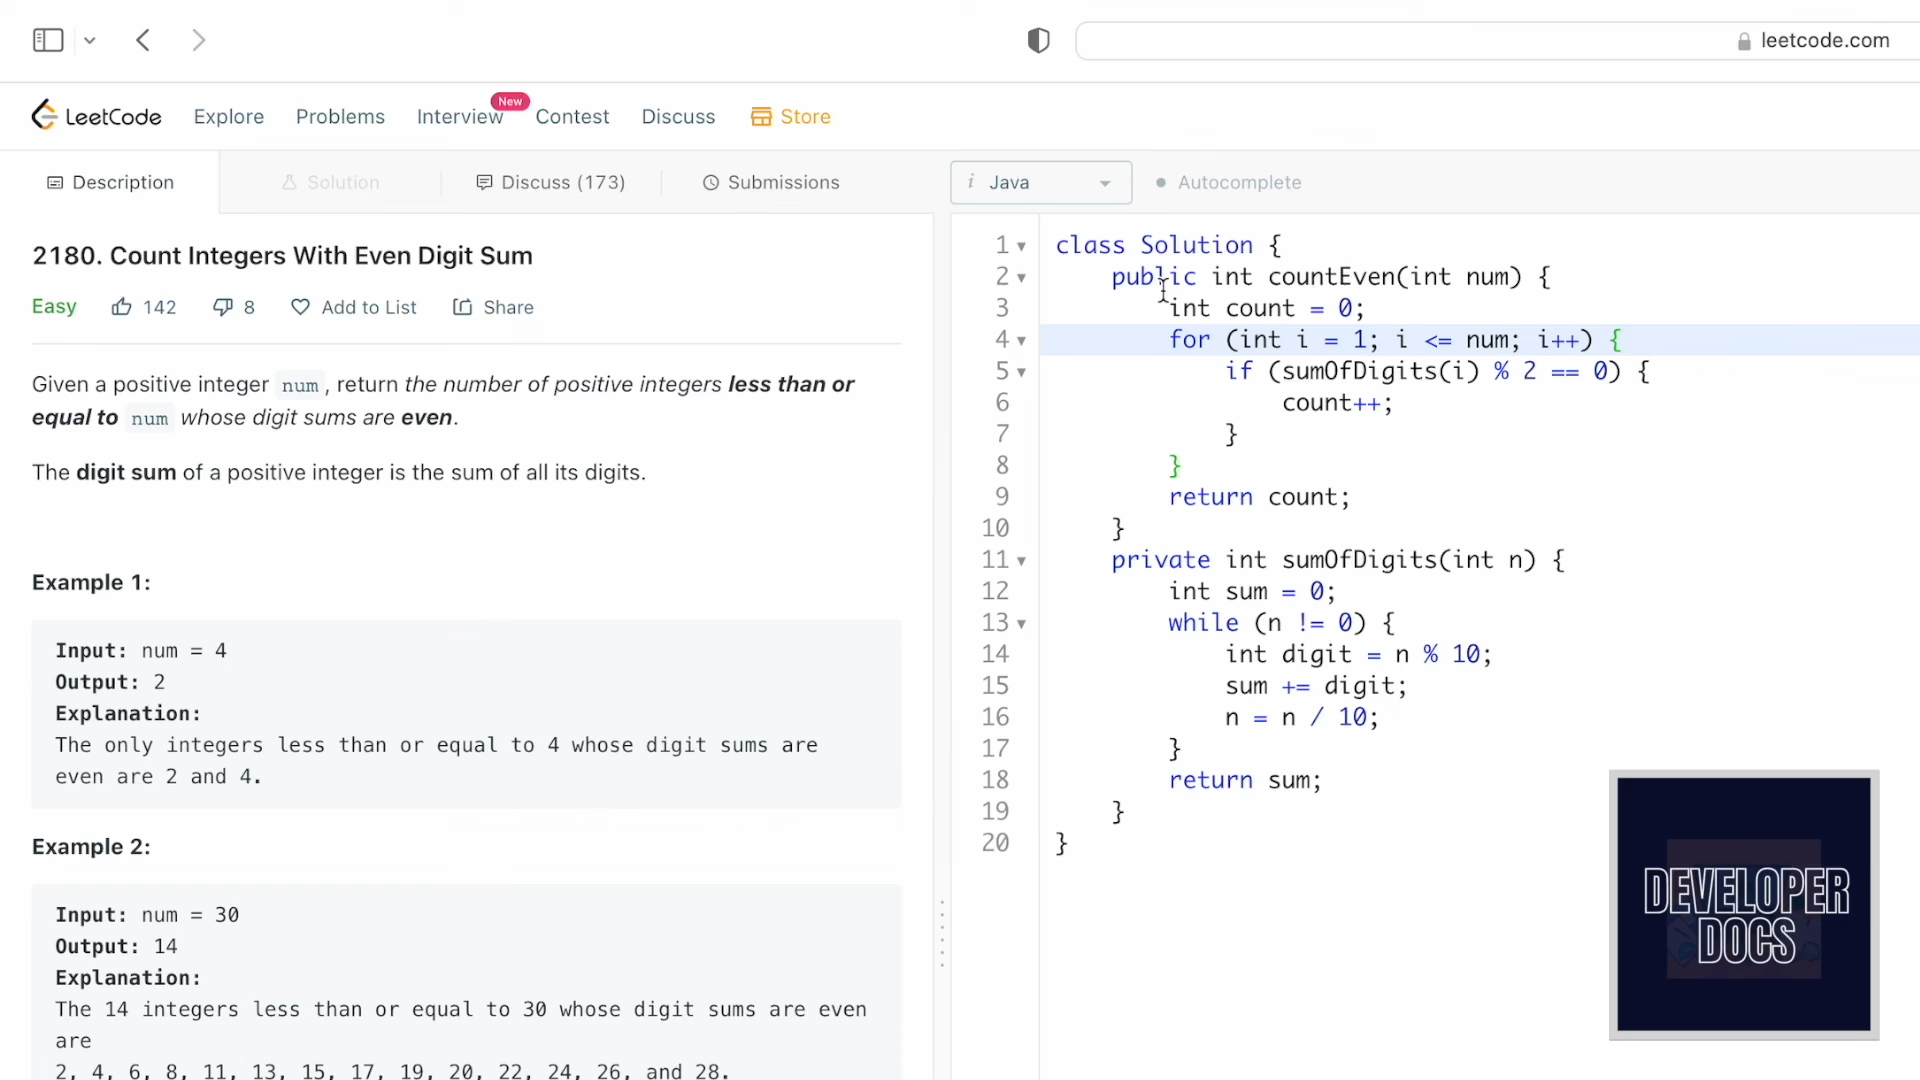 leetcode.com
LeetCode Explore Problems Interview New Contest Discuss Store
Description Solution Discuss (173) Submissions
i Java Autocomplete
2180. Count Integers With Even Digit Sum
Easy 142 8 Add to List Share
Given a positive integer num, return the number of positive integers less than or
equal to num whose digit sums are even.
The digit sum of a positive integer is the sum of all its digits.
Example 1:
Input: num = 4
Output: 2
Explanation:
The only integers less than or equal to 4 whose digit sums are
even are 2 and 4.
Example 2:
Input: num = 30
Output: 14
Explanation:
The 14 integers less than or equal to 30 whose digit sums are even
are
2, 4, 6, 8, 11, 13, 15, 17, 19, 20, 22, 24, 26, and 28.
1 class Solution {
2 public int countEven(int num) {
3 int count = 0;
4 for (int i = 1; i <= num; i++) {
5 if (sumOfDigits(i) % 2 == 0) {
6 count++;
7 }
8 }
9 return count;
10 }
11 private int sumOfDigits(int n) {
12 int sum = 0;
13 while (n != 0) {
14 int digit = n % 10;
15 sum += digit;
16 n = n / 10;
17 }
18 return sum;
19 }
20 }
DEVELOPER
DOCS